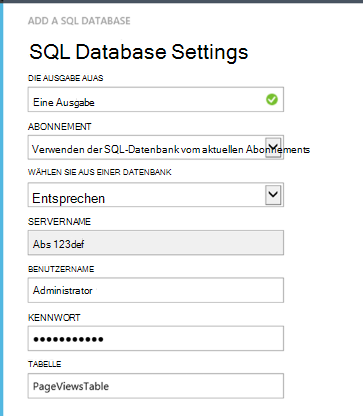 ADD A SQL DATABASE
SQL Database Settings
DIE AUSGABE AUAS
Eine Ausgabe
ABONNEMENT
Verwenden der SQL-Datenbank vom aktuellen Abonnements
WÄHLEN SIE AUS EINER DATENBANK
Entsprechen
SERVERNAME
Abs 123def
BENUTZERNAME
Administrator
KENNWORT
●●●●●●●●●●●
TABELLE
PageViewsTable